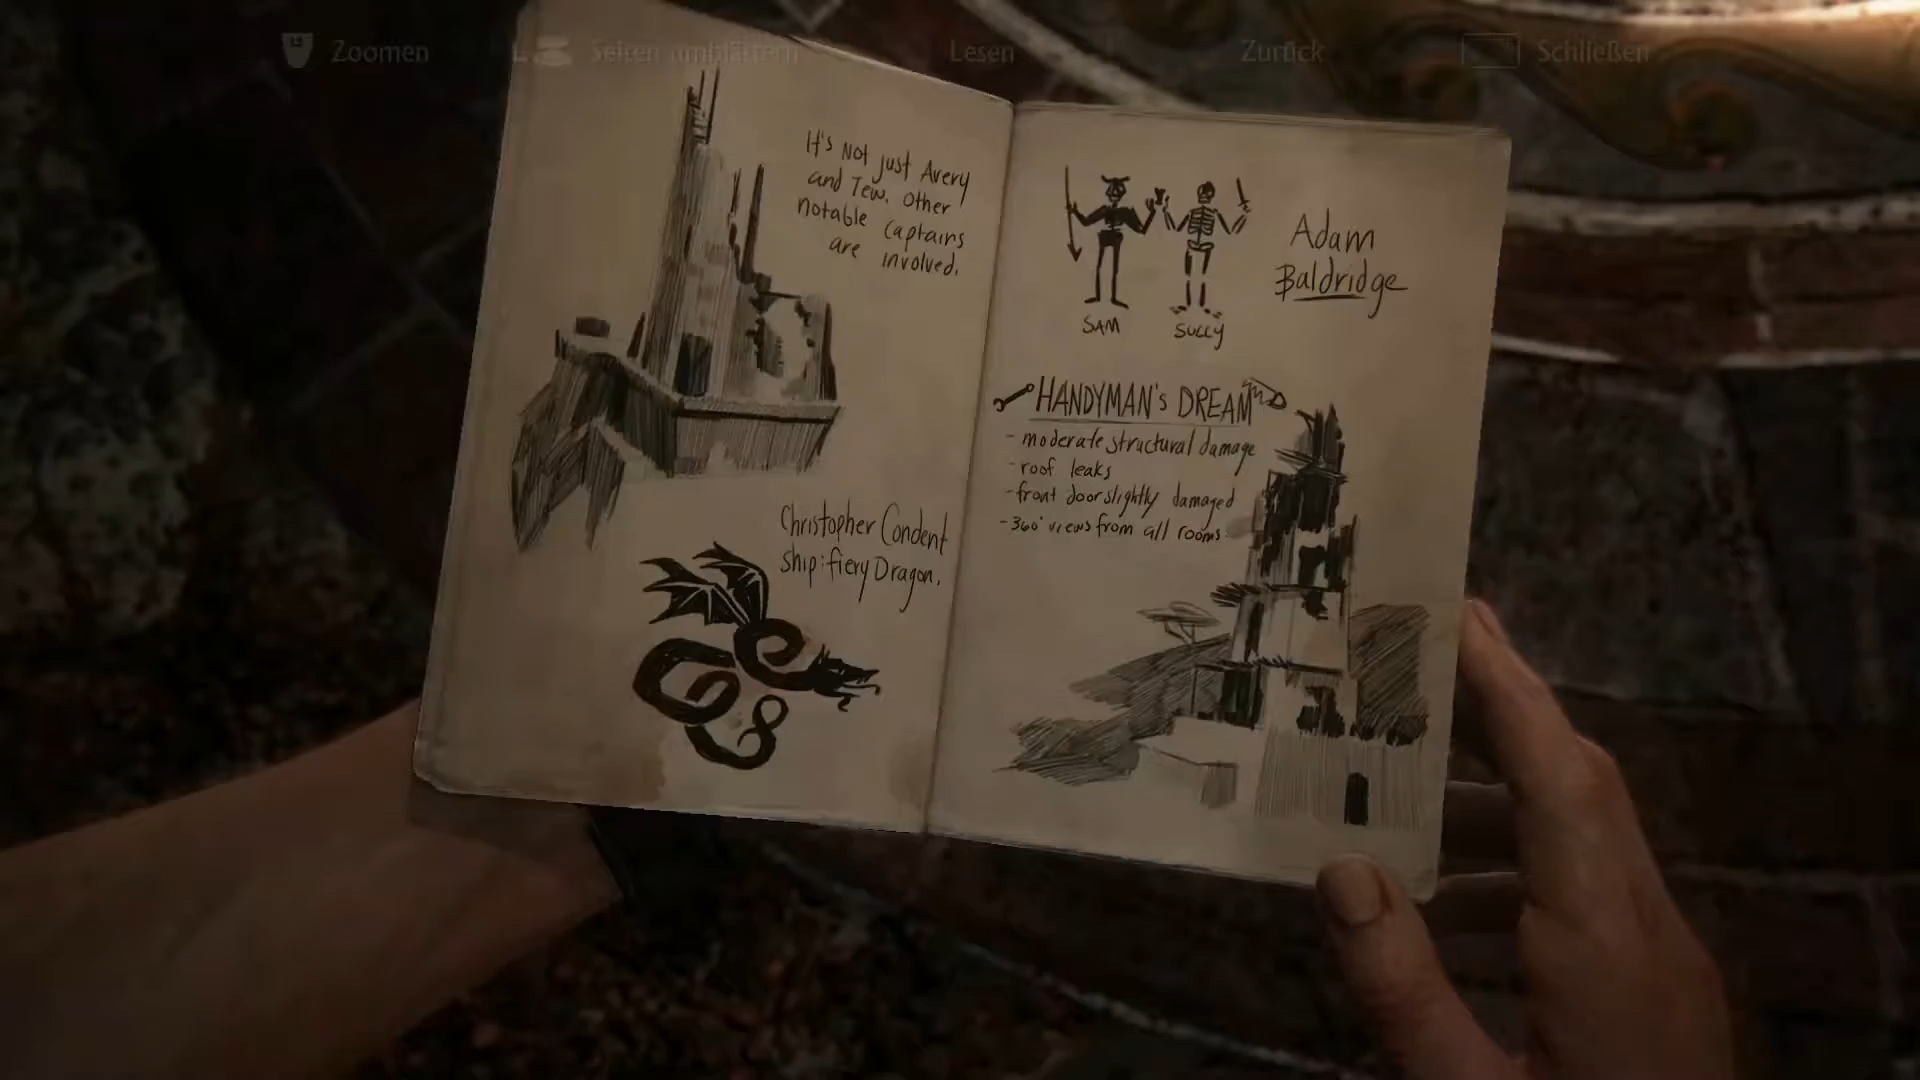 Zoomen
Seiten umblättern
Lesen
Zurück
Schließen
It's Not just Avery
and Tew. Other
notable captains
are involved.
Christopher Condent
ship: fiery Dragon.
Adam
Baldridge
SAM
SULLY
HANDYMAN'S DREAM
- moderate structural damage
- roof leaks
- front door slightly damaged
- 360° views from all rooms